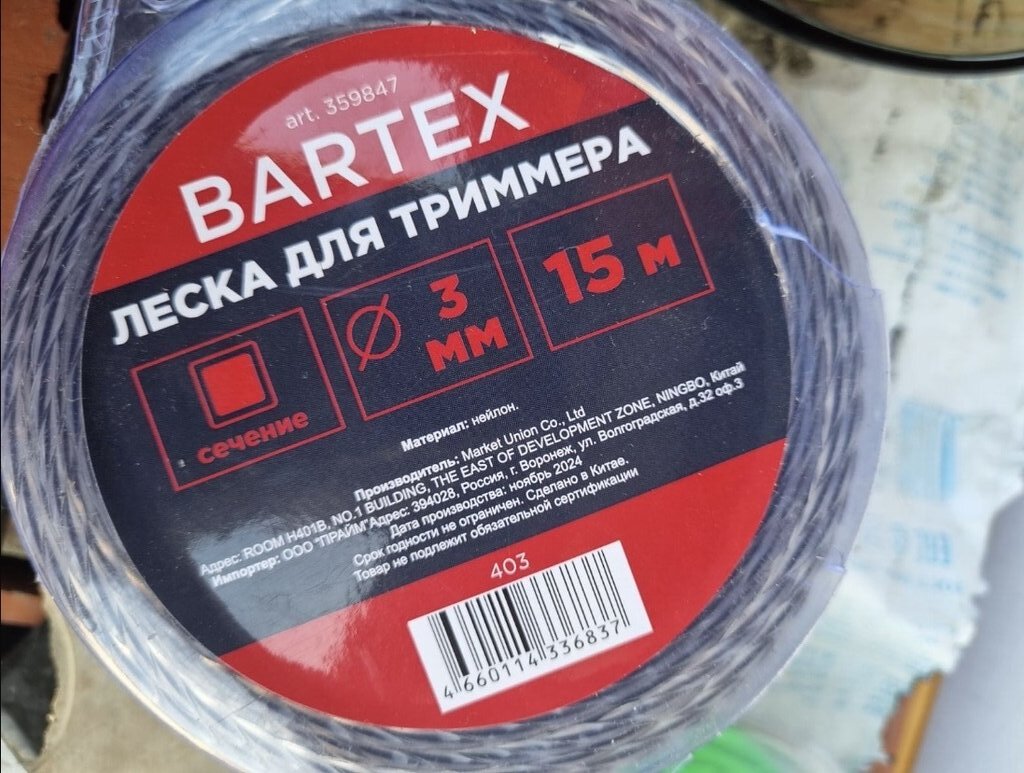 art. 359847
BARTEX
ЛЕСКА ДЛЯ ТРИММЕРА
сечение
3
мм
15 м
Материал: нейлон.
Производитель: Market Union Co., Ltd
Адрес: ROOM H401B, NO.1 BUILDING, THE EAST OF DEVELOPMENT ZONE, NINGBO, Китай
Импортер: ООО "ПРАЙМ"Адрес: 394028, Россия, г. Воронеж, ул. Волгоградская, д.32 оф.3
Дата производства: ноябрь 2024
Срок годности не ограничен. Сделано в Китае.
Товар не подлежит обязательной сертификации
403
4 660114 336837